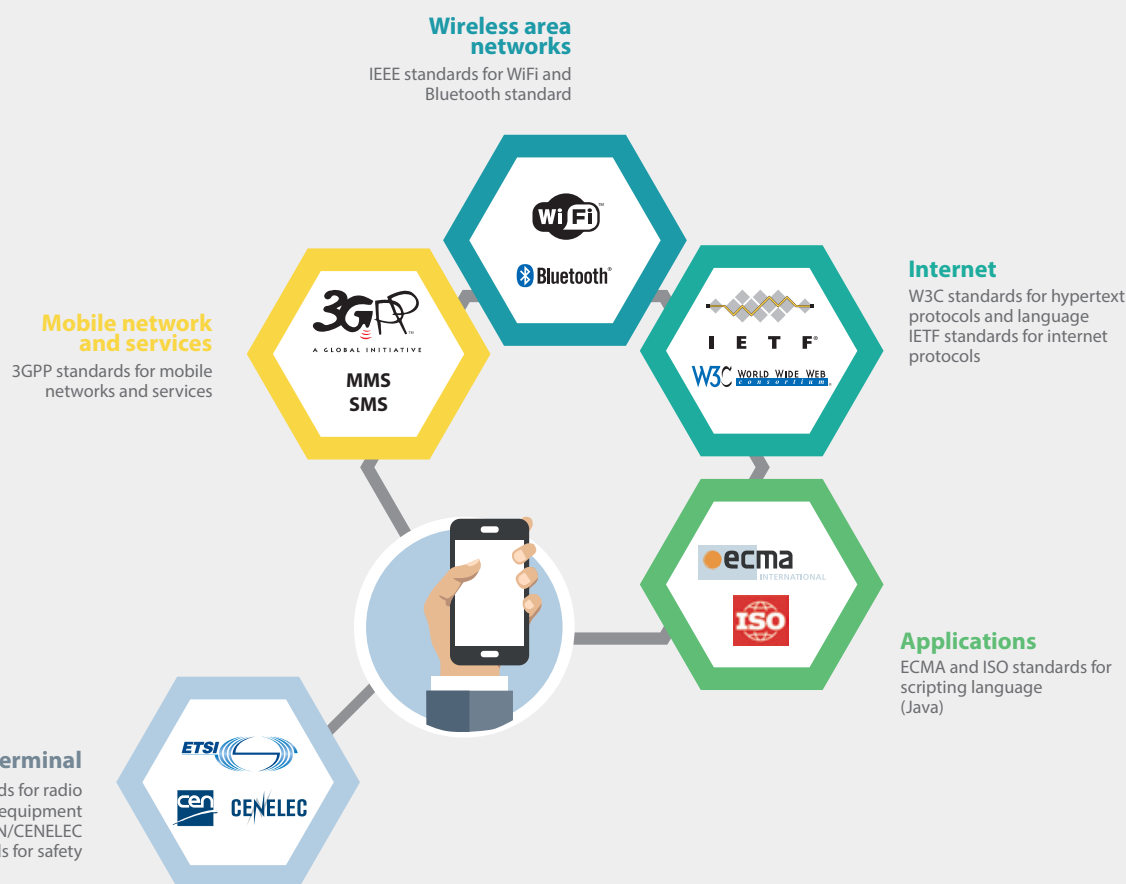 Wireless area
networks
IEEE standards for WiFi and
Bluetooth standard
WiFi™
Bluetooth®
3GPP™
A GLOBAL INITIATIVE
MMS
SMS
Mobile network
and services
3GPP standards for mobile
networks and services
I E T F®
W3C WORLD WIDE WEB
consortium®
Internet
W3C standards for hypertext
protocols and language
IETF standards for internet
protocols
ecma
INTERNATIONAL
ISO
Applications
ECMA and ISO standards for
scripting language
(Java)
ETSI
cen
CENELEC
erminal
ds for radio
equipment
N/CENELEC
ds for safety